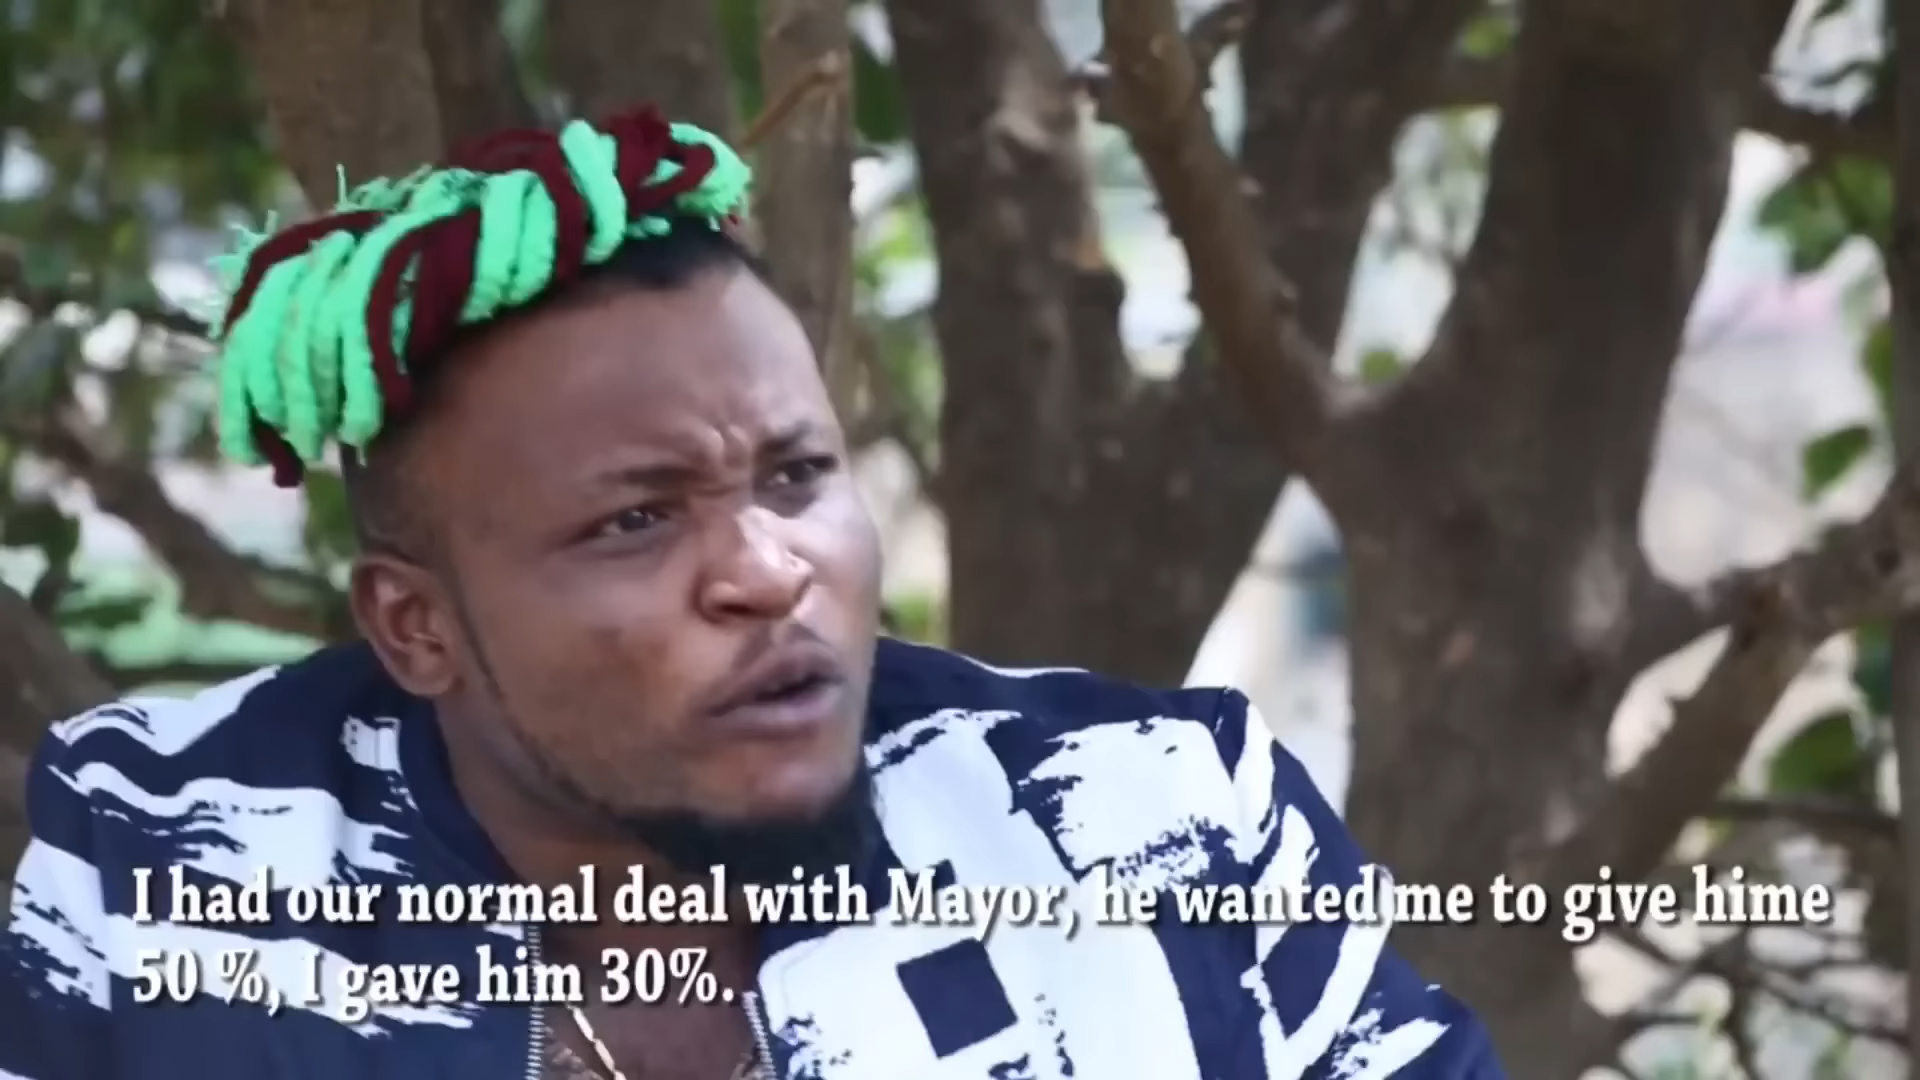 I had our normal deal with Mayor, he wanted me to give hime
50 %, I gave him 30%.